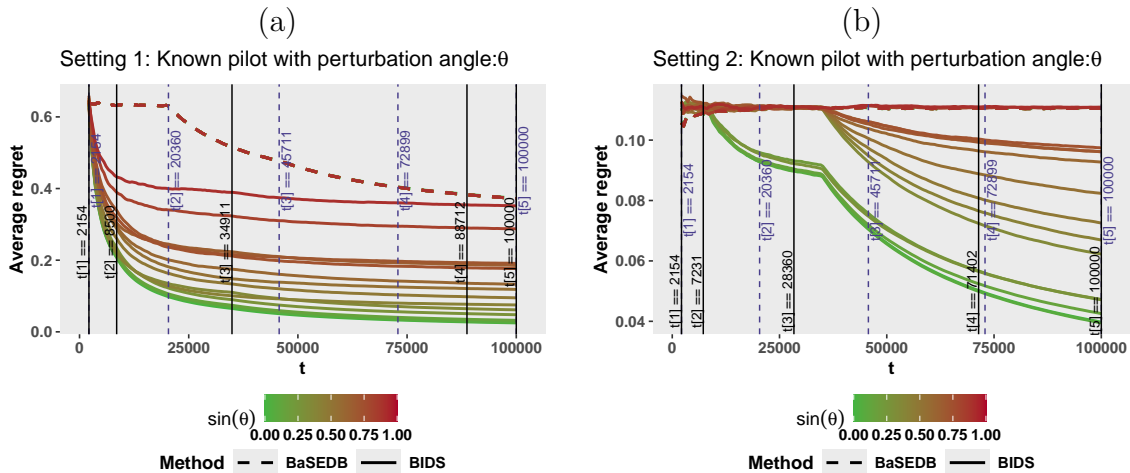 (a)
Setting 1: Known pilot with perturbation angle:θ
Average regret
0.6
0.4
0.2
0.0
t[1] == 2154
t[2] == 20360
t[3] == 45711
t[4] == 72899
t[5] == 100000
t[1] == 2154
t[2] == 8500
t[3] == 34911
t[4] == 88712
t[5] == 100000
0 25000 50000 75000 100000
t
sin(θ)
0.00 0.25 0.50 0.75 1.00
Method BaSEDB BIDS
(b)
Setting 2: Known pilot with perturbation angle:θ
Average regret
0.10
0.08
0.06
0.04
t[1] == 2154
t[2] == 20360
t[3] == 45711
t[4] == 72899
t[5] == 100000
t[1] == 2154
t[2] == 7231
t[3] == 28360
t[4] == 71402
t[5] == 100000
0 25000 50000 75000 100000
t
sin(θ)
0.00 0.25 0.50 0.75 1.00
Method BaSEDB BIDS